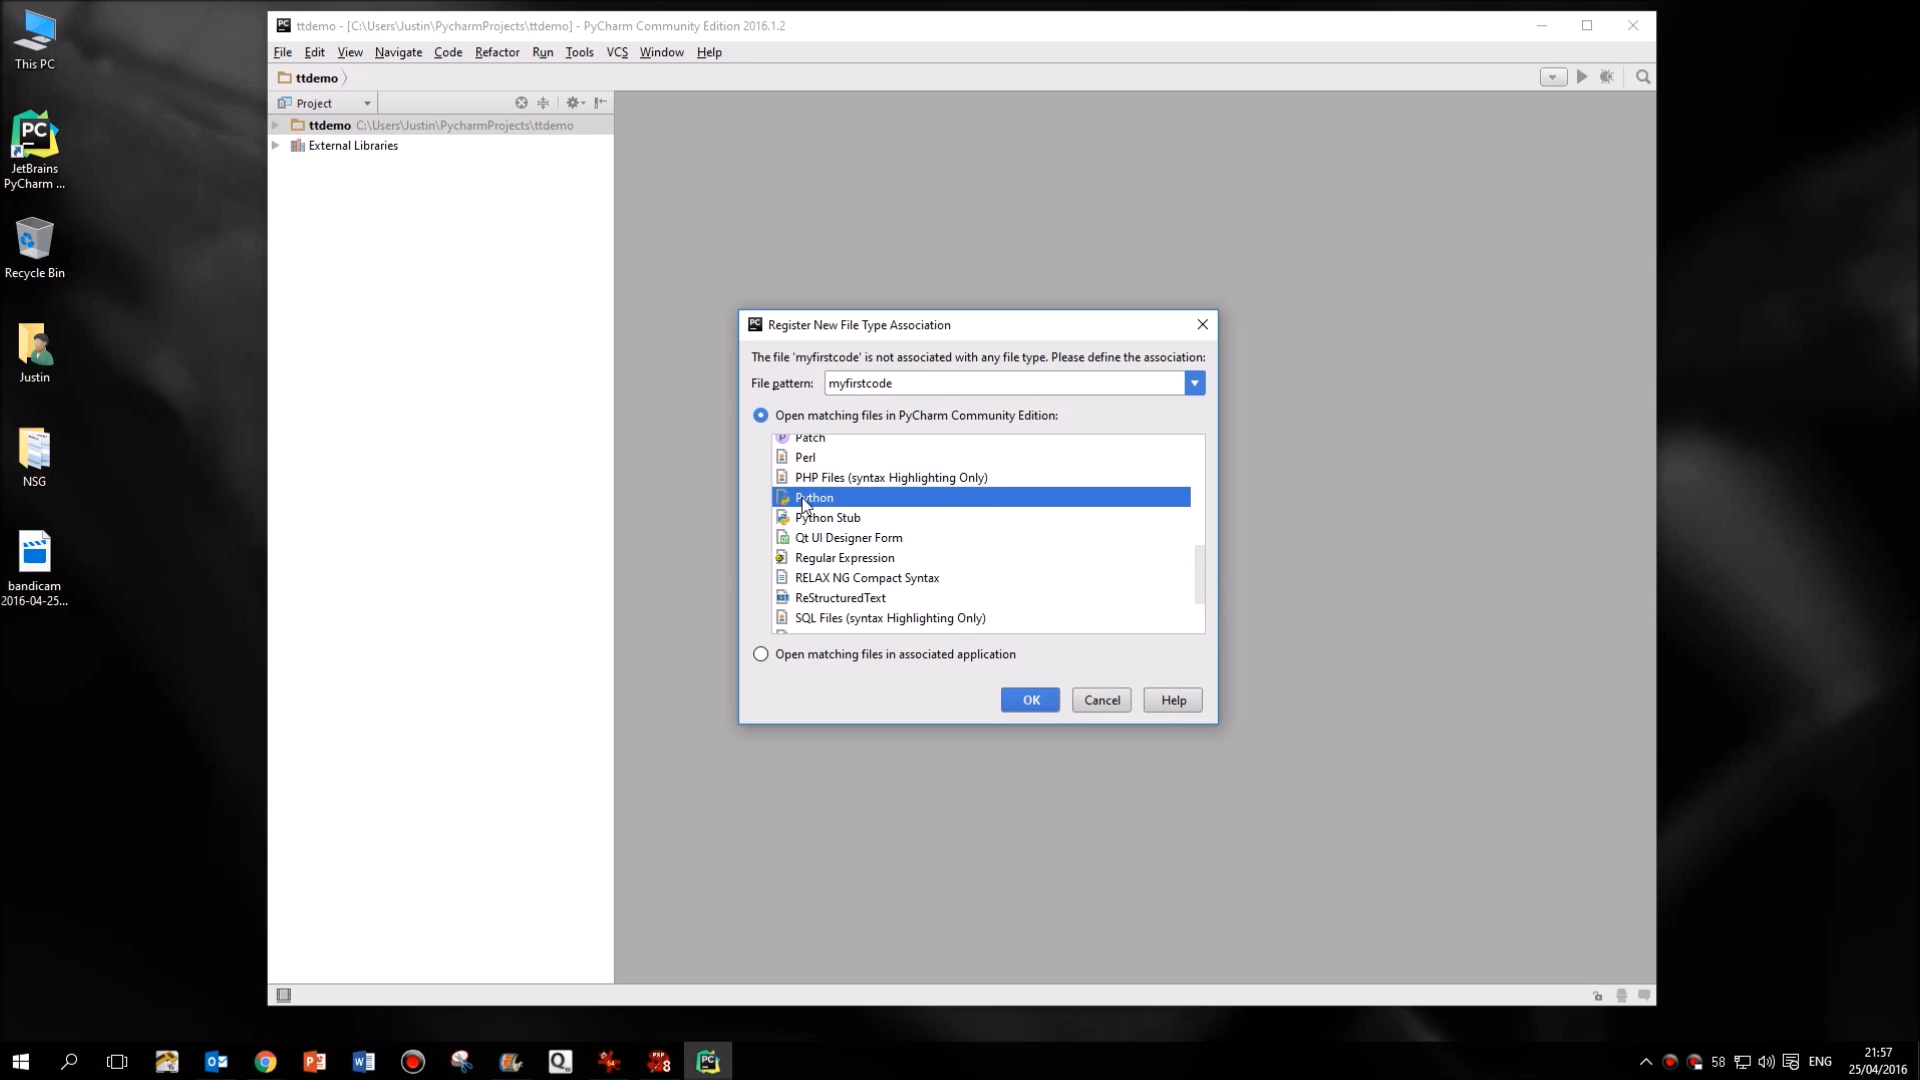 This PC
JetBrains
PyCharm ...
Recycle Bin
Justin
NSG
bandicam
2016-04-25...
ttdemo - [C:\Users\Justin\PycharmProjects\ttdemo] - PyCharm Community Edition 2016.1.2
File Edit View Navigate Code Refactor Run Tools VCS Window Help
ttdemo
Project
ttdemo C:\Users\Justin\PycharmProjects\ttdemo
External Libraries
Register New File Type Association
The file 'myfirstcode' is not associated with any file type. Please define the association:
File pattern: myfirstcode
Open matching files in PyCharm Community Edition:
Patch
Perl
PHP Files (syntax Highlighting Only)
Python
Python Stub
Qt UI Designer Form
Regular Expression
RELAX NG Compact Syntax
ReStructuredText
SQL Files (syntax Highlighting Only)
Open matching files in associated application
OK Cancel Help
58 ENG
21:57
25/04/2016